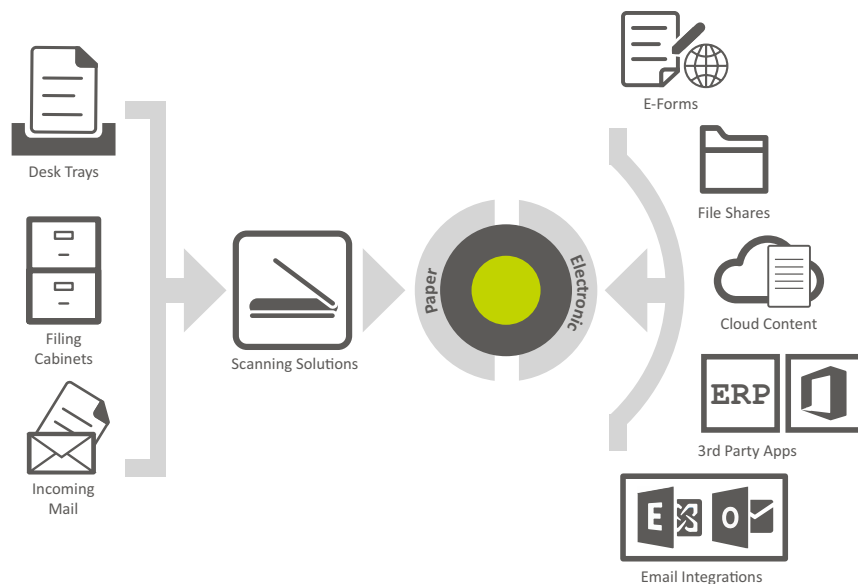 Desk Trays
Filing
Cabinets
Incoming
Mail
Scanning Solutions
Paper
Electronic
E-Forms
File Shares
Cloud Content
ERP
3rd Party Apps
E
O
Email Integrations